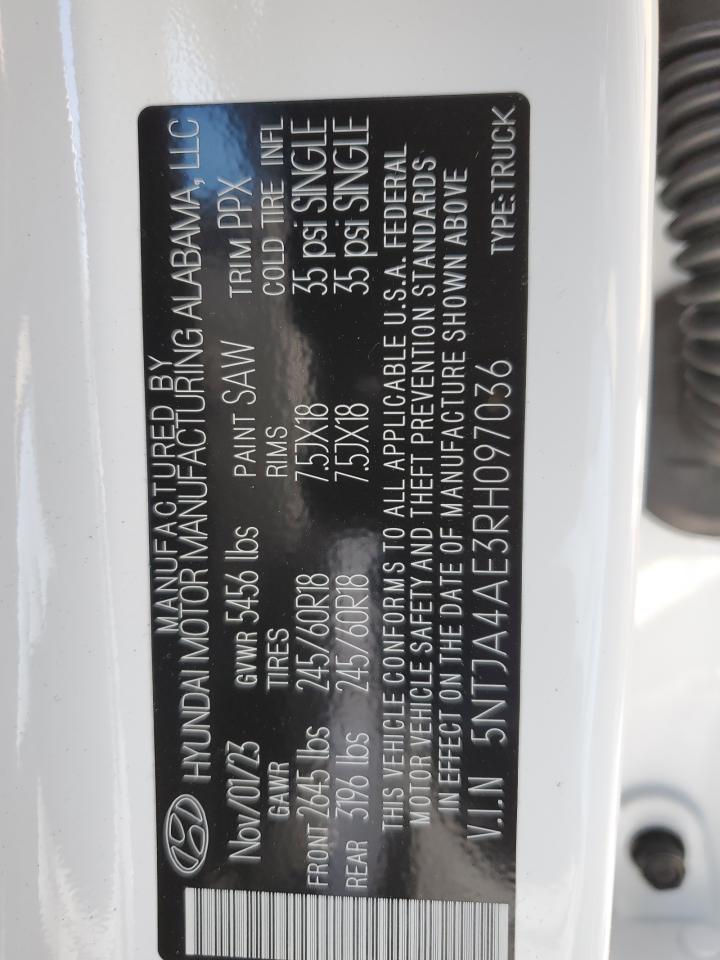 MANUFACTURED BY
HYUNDAI MOTOR MANUFACTURING ALABAMA, LLC
Nov/01/23 GVWR 5456 lbs PAINT SAW TRIM PPX
GAWR TIRES RIMS COLD TIRE INFL
FRONT 2645 lbs 245/60R18 7.5JX18 35 psi SINGLE
REAR 3196 lbs 245/60R18 7.5JX18 35 psi SINGLE
THIS VEHICLE CONFORMS TO ALL APPLICABLE U.S.A. FEDERAL
MOTOR VEHICLE SAFETY AND THEFT PREVENTION STANDARDS
IN EFFECT ON THE DATE OF MANUFACTURE SHOWN ABOVE
V.I.N 5NTJA4AE3RH097036 TYPE:TRUCK